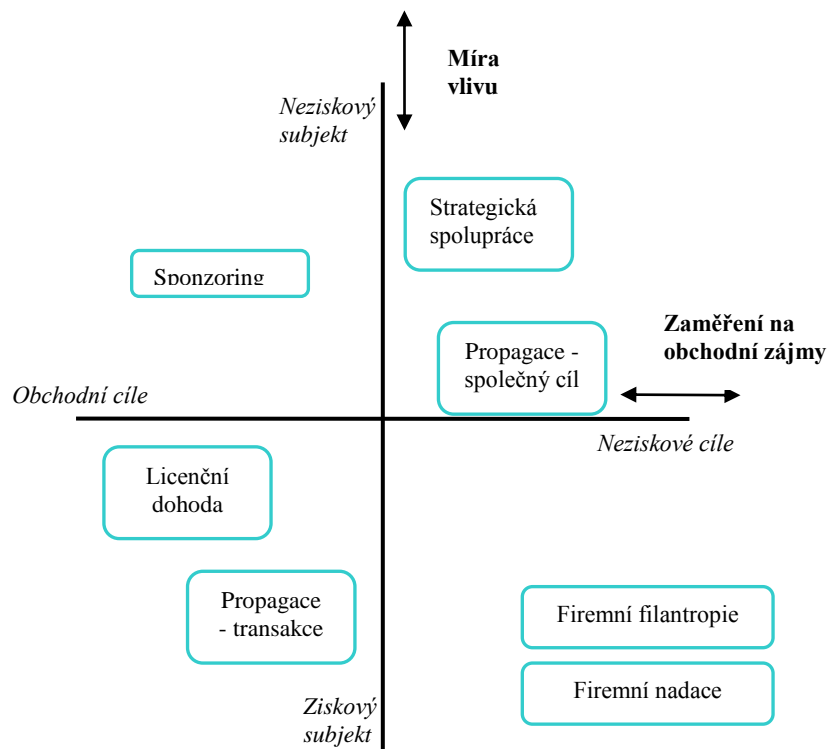 Míra
vlivu
Neziskový
subjekt
Strategická
spolupráce
Sponzoring
Zaměření na
obchodní zájmy
Propagace -
společný cíl
Obchodní cíle
Neziskové cíle
Licenční
dohoda
Propagace
- transakce
Firemní filantropie
Firemní nadace
Ziskový
subjekt